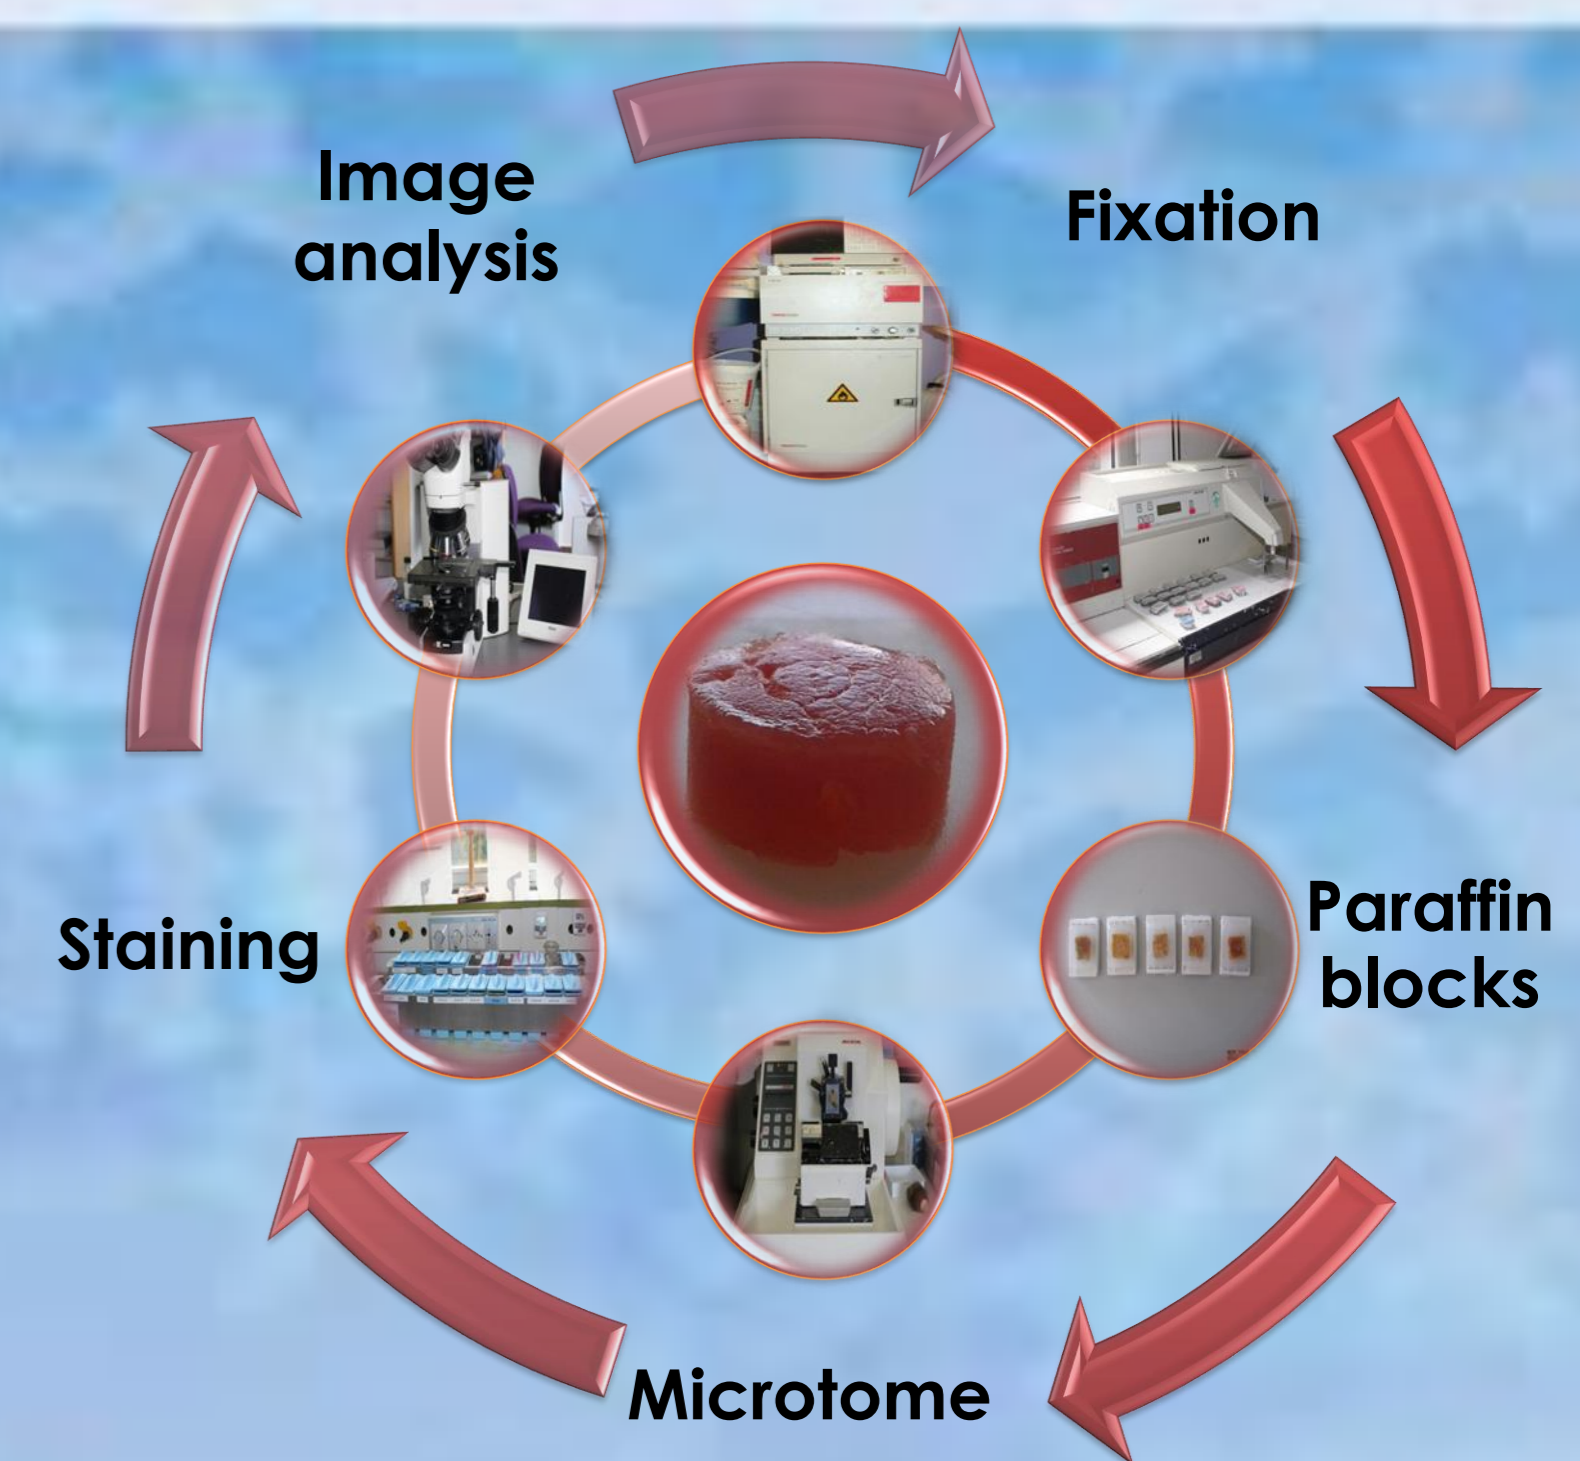 Image
analysis
Fixation
Paraffin
blocks
Staining
Microtome